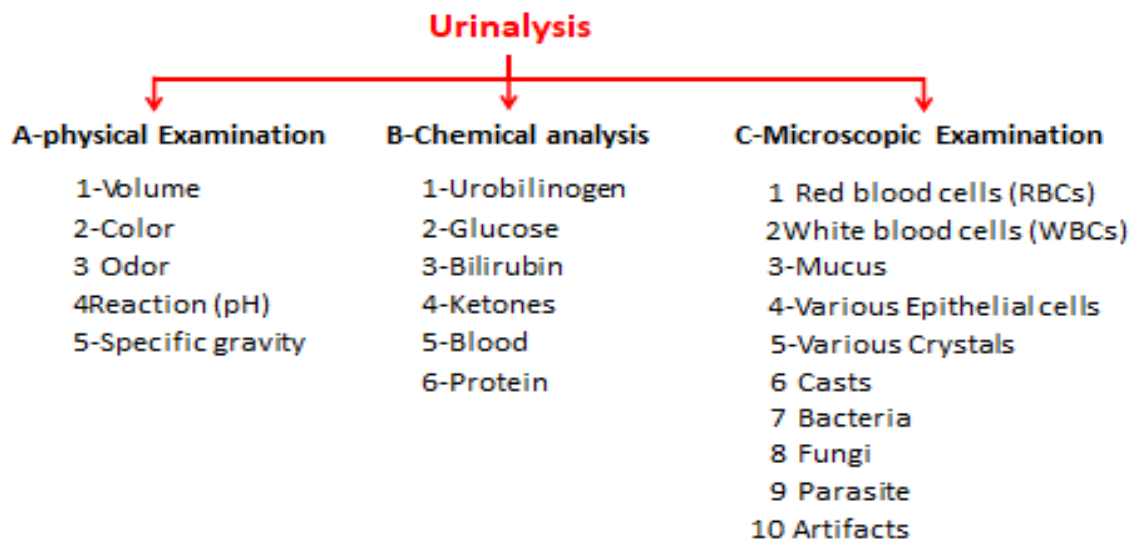 Urinalysis
A-physical Examination
1-Volume
2-Color
3 Odor
4Reaction (pH)
5-Specific gravity
B-Chemical analysis
1-Urobilinogen
2-Glucose
3-Bilirubin
4-Ketones
5-Blood
6-Protein
C-Microscopic Examination
1 Red blood cells (RBCs)
2White blood cells (WBCs)
3-Mucus
4-Various Epithelial cells
5-Various Crystals
6 Casts
7 Bacteria
8 Fungi
9 Parasite
10 Artifacts